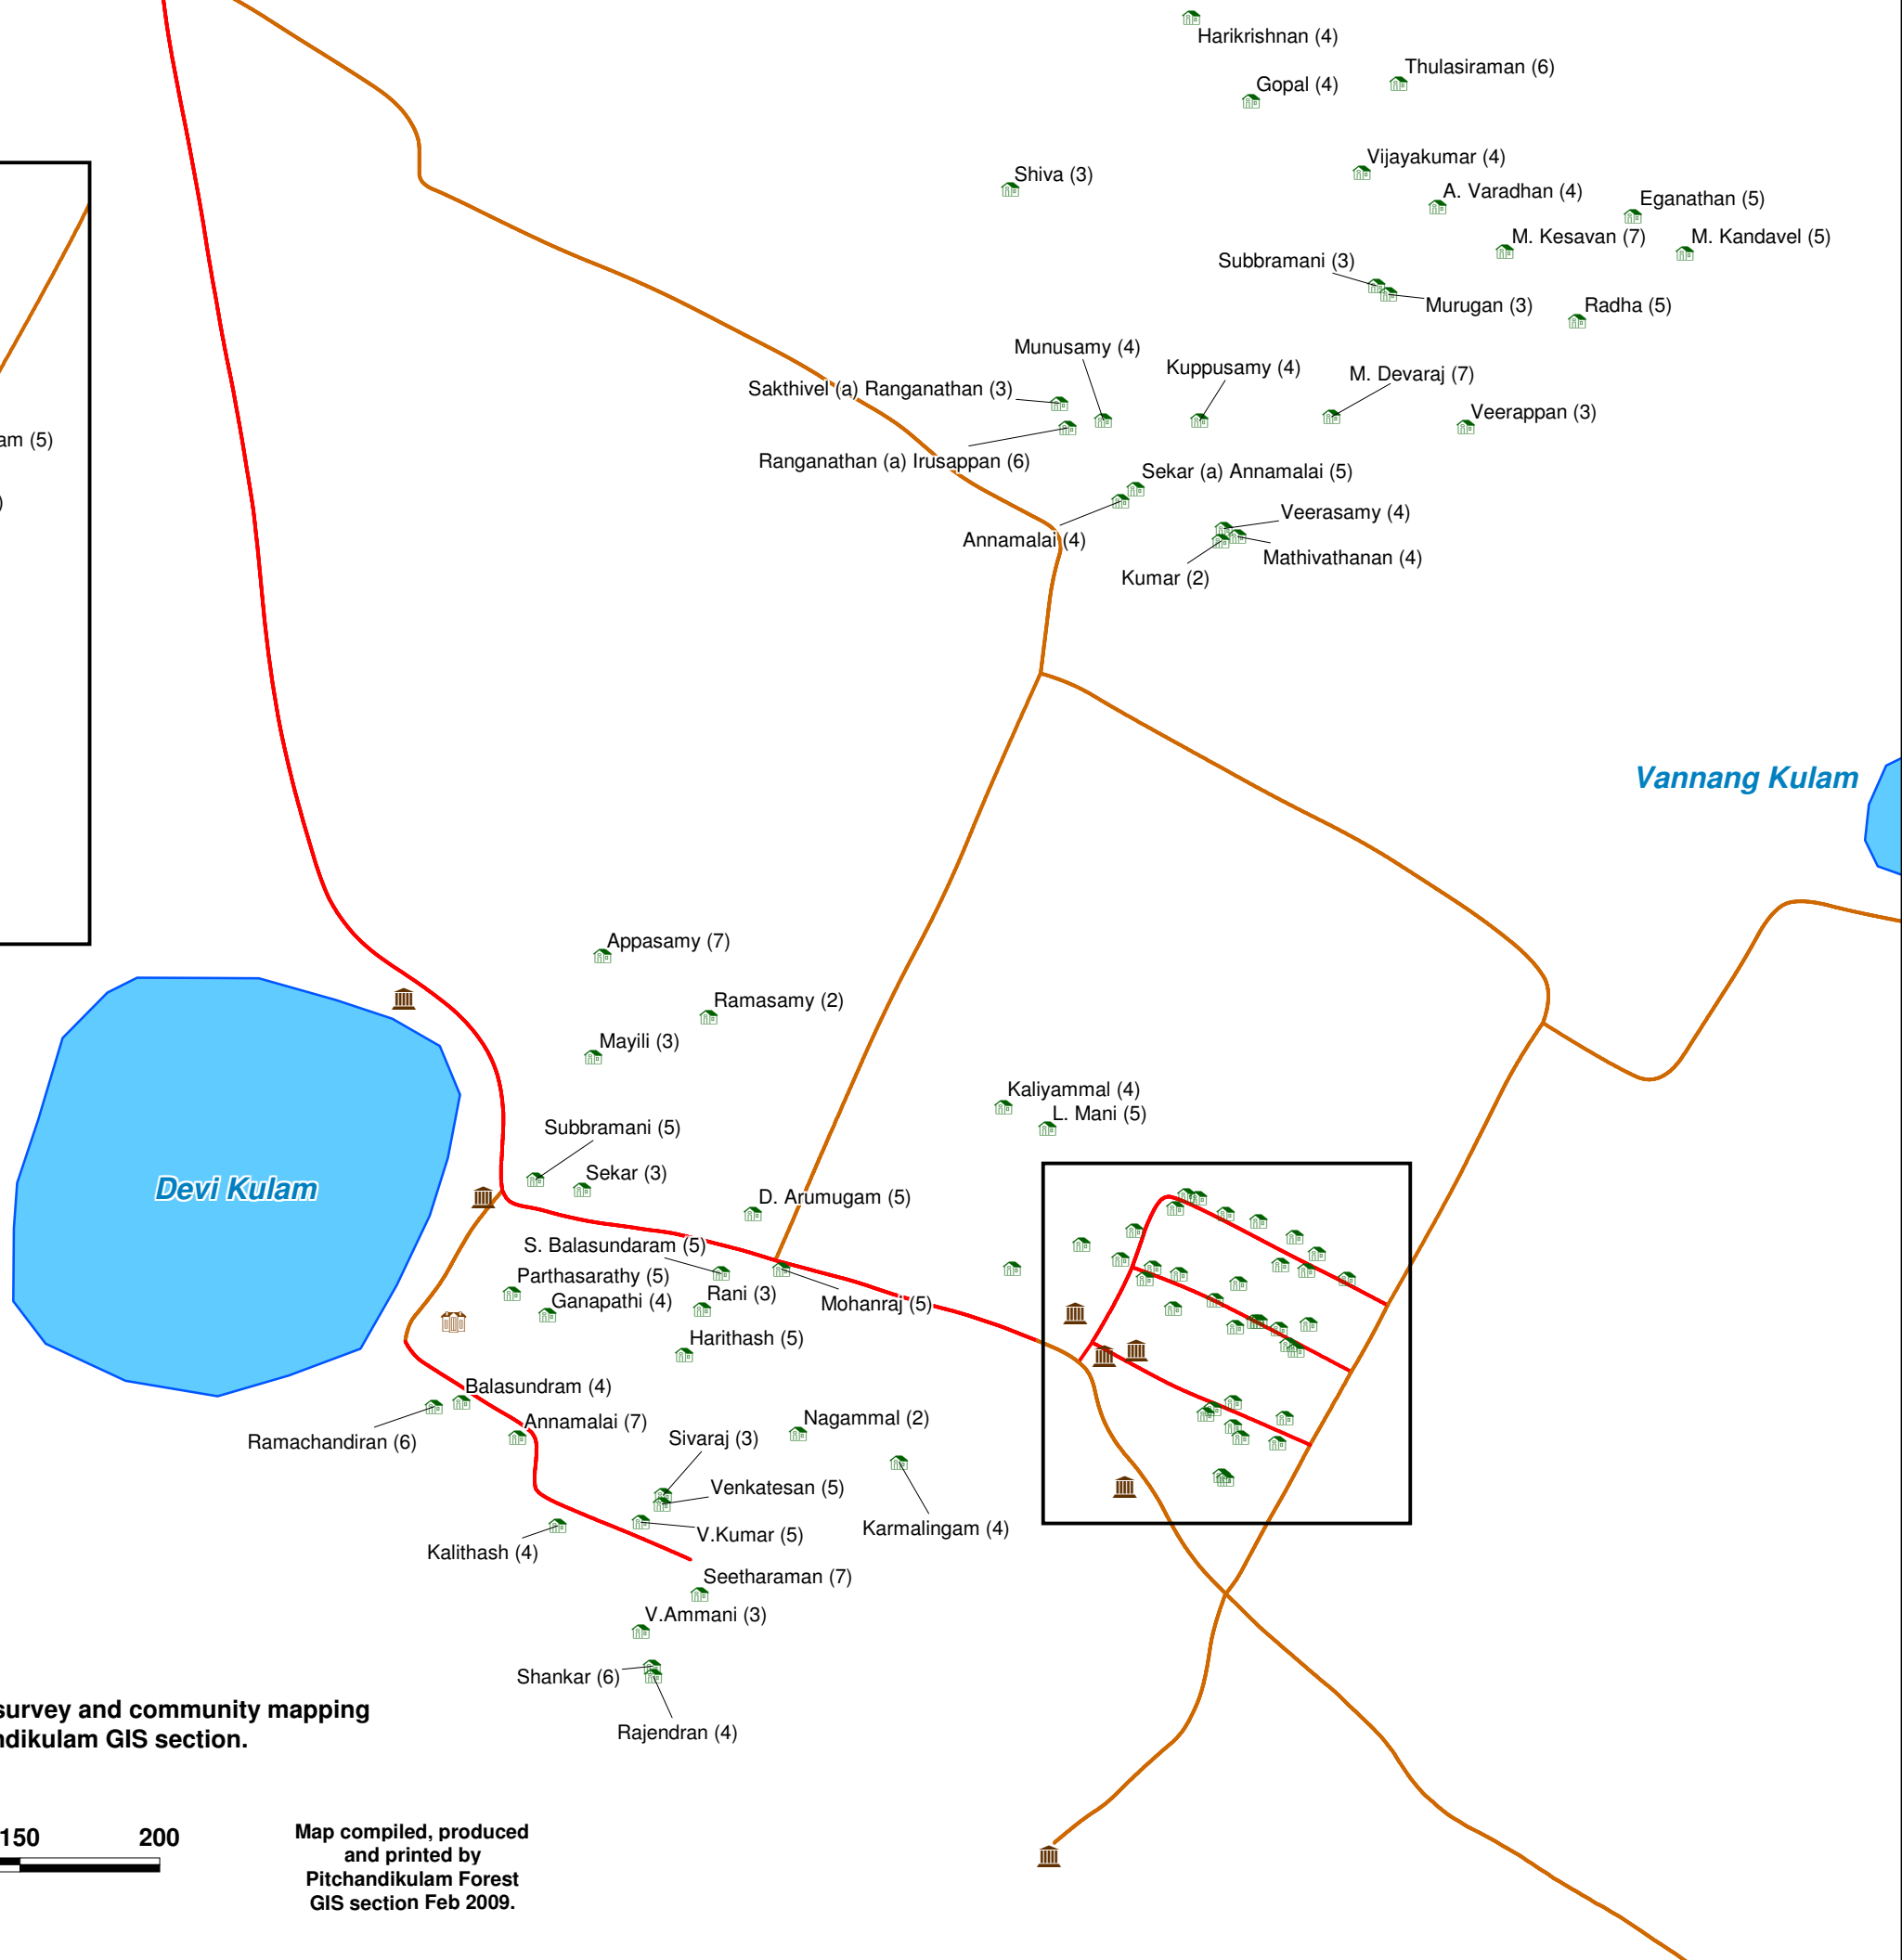 Harikrishnan (4)
Thulasiraman (6)
Gopal (4)
Vijayakumar (4)
Shiva (3)
A. Varadhan (4)
Eganathan (5)
M. Kesavan (7)
M. Kandavel (5)
Subbramani (3)
Murugan (3)
Radha (5)
Munusamy (4)
Kuppusamy (4)
M. Devaraj (7)
Sakthivel (a) Ranganathan (3)
Veerappan (3)
am (5)
Ranganathan (a) Irusappan (6)
Sekar (a) Annamalai (5)
)
Veerasamy (4)
Annamalai (4)
Mathivathanan (4)
Kumar (2)
Vannang Kulam
Appasamy (7)
Ramasamy (2)
Mayili (3)
Kaliyammal (4)
L. Mani (5)
Subbramani (5)
Sekar (3)
Devi Kulam
D. Arumugam (5)
S. Balasundaram (5)
Parthasarathy (5)
Rani (3)
Ganapathi (4)
Mohanraj (5)
Harithash (5)
Balasundram (4)
Annamalai (7)
Nagammal (2)
Ramachandiran (6)
Sivaraj (3)
Venkatesan (5)
Karmalingam (4)
V.Kumar (5)
Kalithash (4)
Seetharaman (7)
V.Ammani (3)
Shankar (6)
Rajendran (4)
survey and community mapping
ndikulam GIS section.
150 200
Map compiled, produced
and printed by
Pitchandikulam Forest
GIS section Feb 2009.